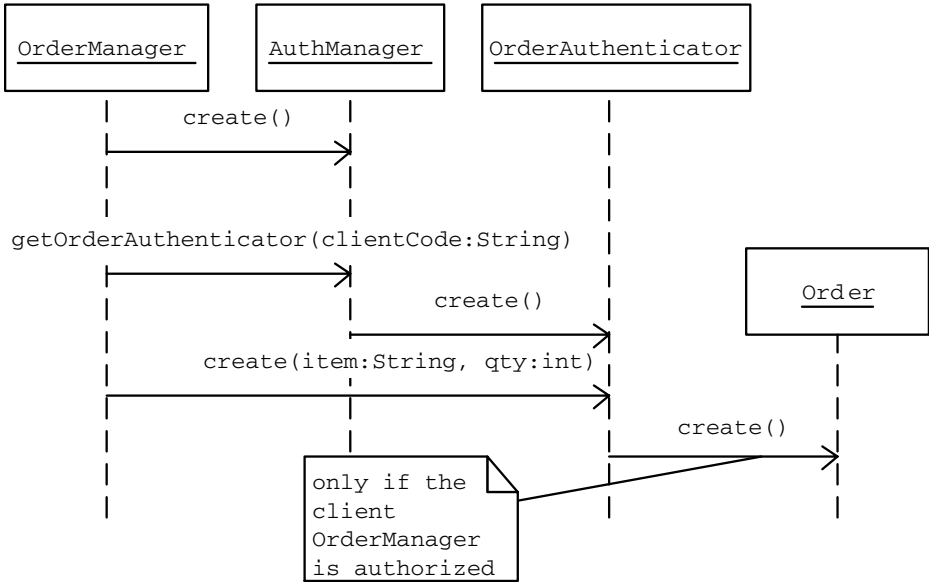 OrderManager
AuthManager
OrderAuthenticator
create()
getOrderAuthenticator(clientCode:String)
Order
create()
create(item:String, qty:int)
create()
only if the
client
OrderManager
is authorized